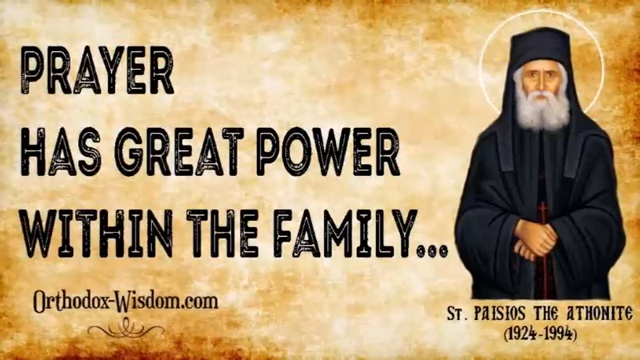 PRAYER
HAS GREAT POWER
WITHIN THE FAMILY...
Orthodox-Wisdom.com
ST. PAISIOS THE ATHONITE
(1924-1994)